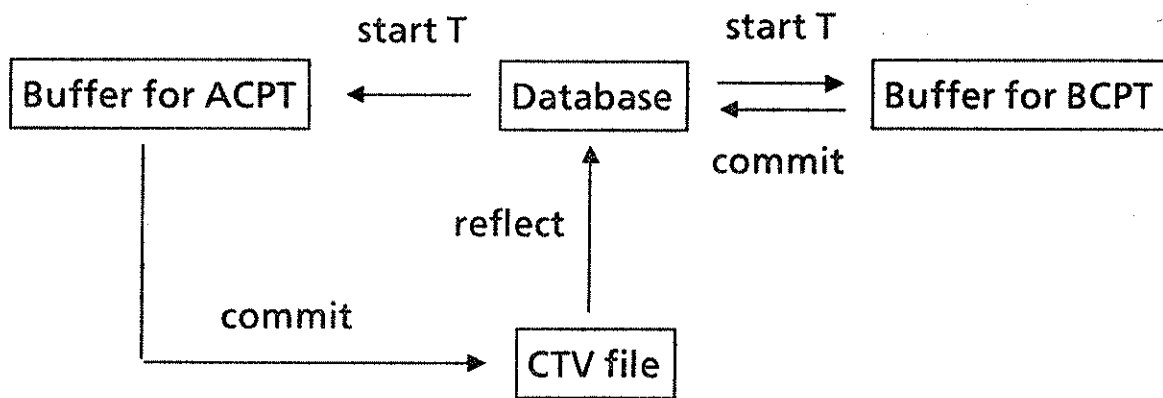 start T
start T
Buffer for ACPT
Database
Buffer for BCPT
commit
reflect
commit
CTV file